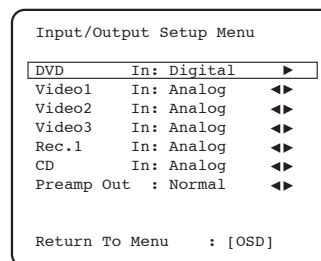 Input/Output Setup Menu
DVD In: Digital ►
Video1 In: Analog ◄►
Video2 In: Analog ◄►
Video3 In: Analog ◄►
Rec.1 In: Analog ◄►
CD In: Analog ◄►
Preamp Out : Normal ◄►
Return To Menu : [OSD]